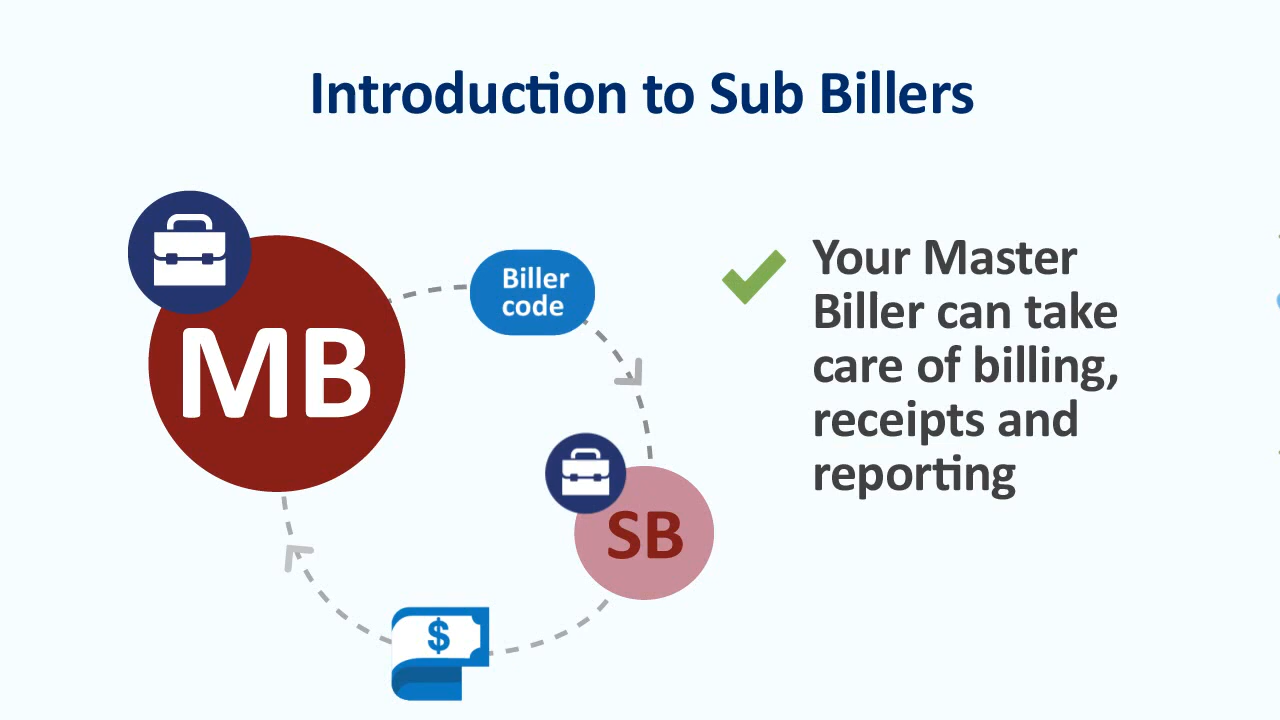 Introduction to Sub Billers
MB
Biller
code
SB
$
Your Master
Biller can take
care of billing,
receipts and
reporting